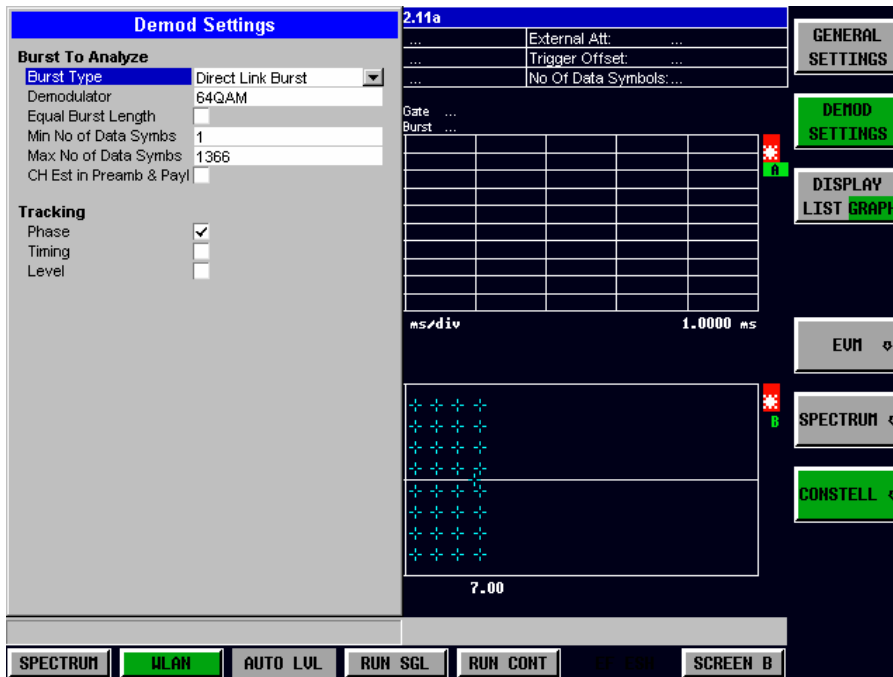 Demod Settings
Burst To Analyze
Burst Type Direct Link Burst
Demodulator 64QAM
Equal Burst Length
Min No of Data Symbs 1
Max No of Data Symbs 1366
CH Est in Preamb & Payl
Tracking
Phase
Timing
Level
2.11a
... External Att: ...
... Trigger Offset: ...
... No Of Data Symbols: ...
Gate ...
Burst ...
A
ms/div 1.0000 ms
B
7.00
GENERAL
SETTINGS
DEMOD
SETTINGS
DISPLAY
LIST GRAPH
EVM
SPECTRUM
CONSTELL
SPECTRUM WLAN AUTO LVL RUN SGL RUN CONT SCREEN B